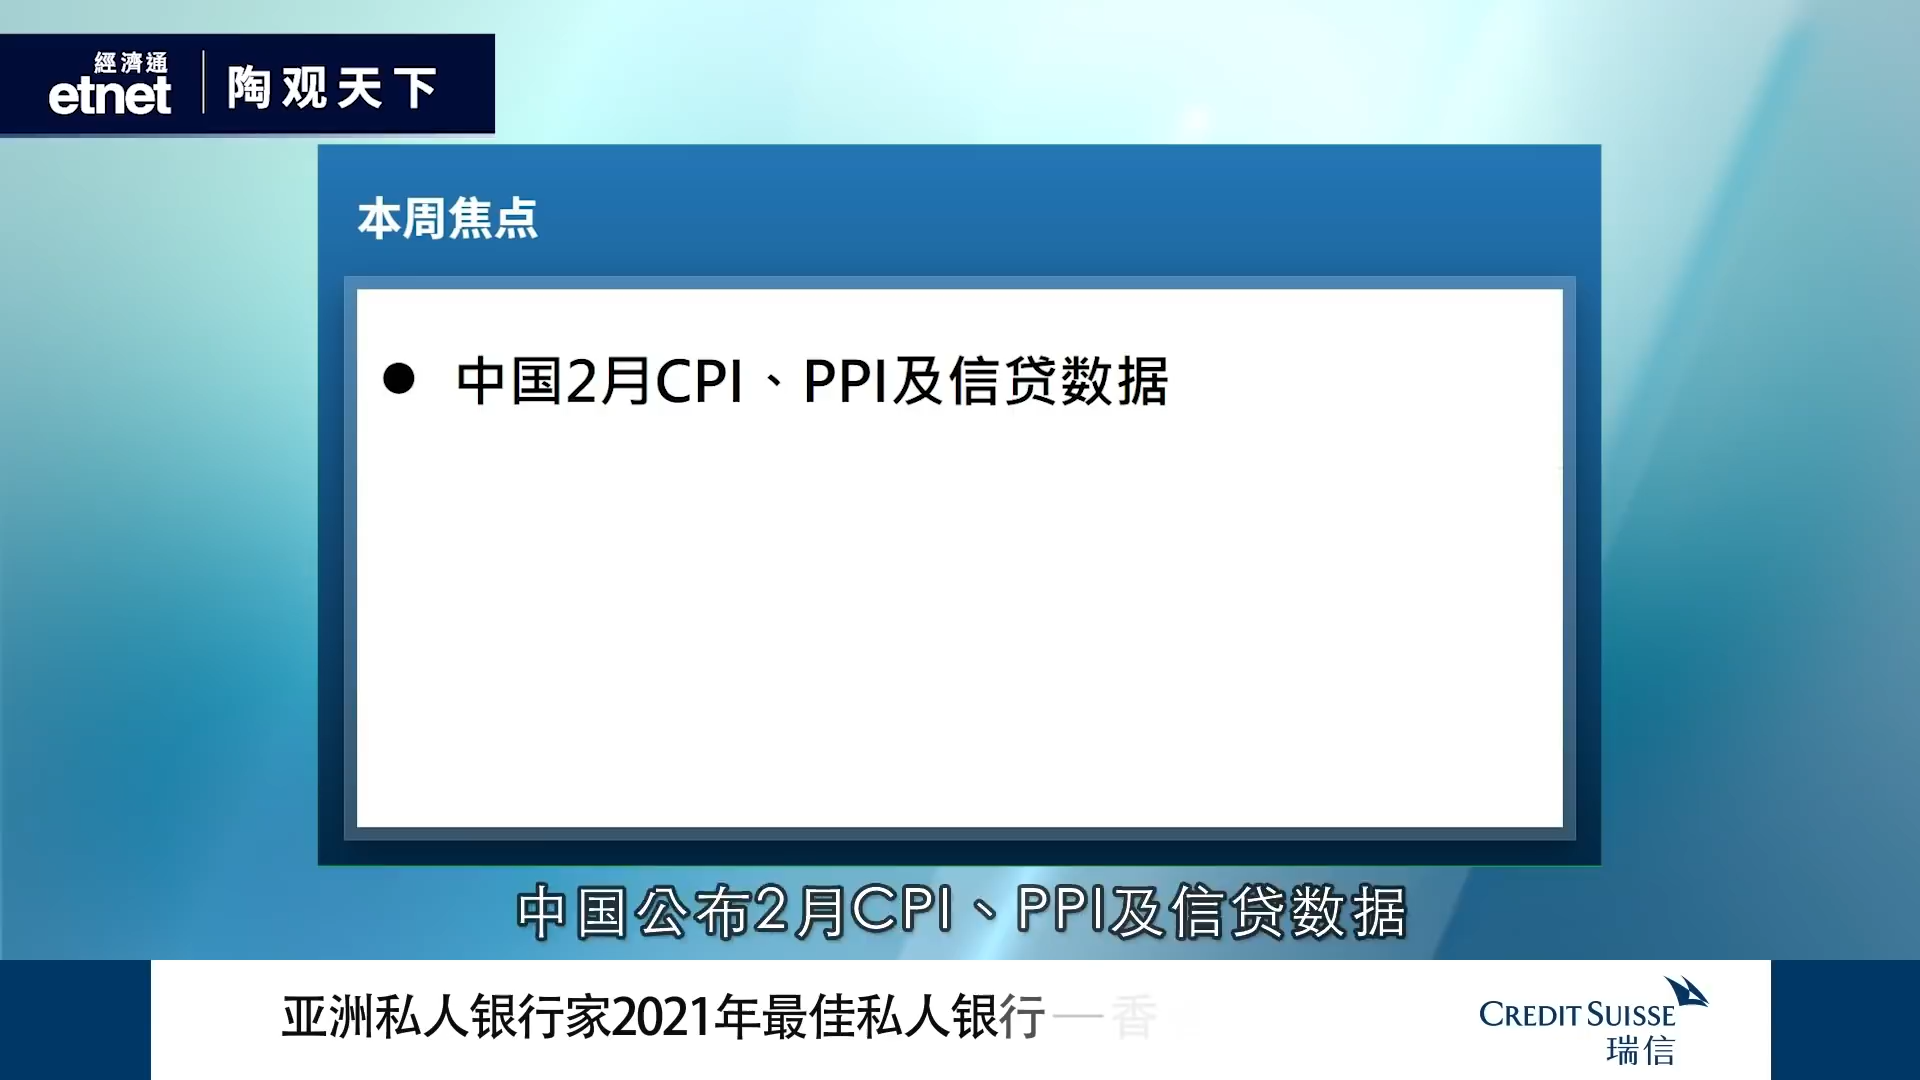 經濟通
etnet
陶观天下
本周焦点
● 中国2月CPI、PPI及信贷数据
中国公布2月CPI、PPI及信贷数据
亚洲私人银行家2021年最佳私人银行—香
CREDIT SUISSE
瑞信